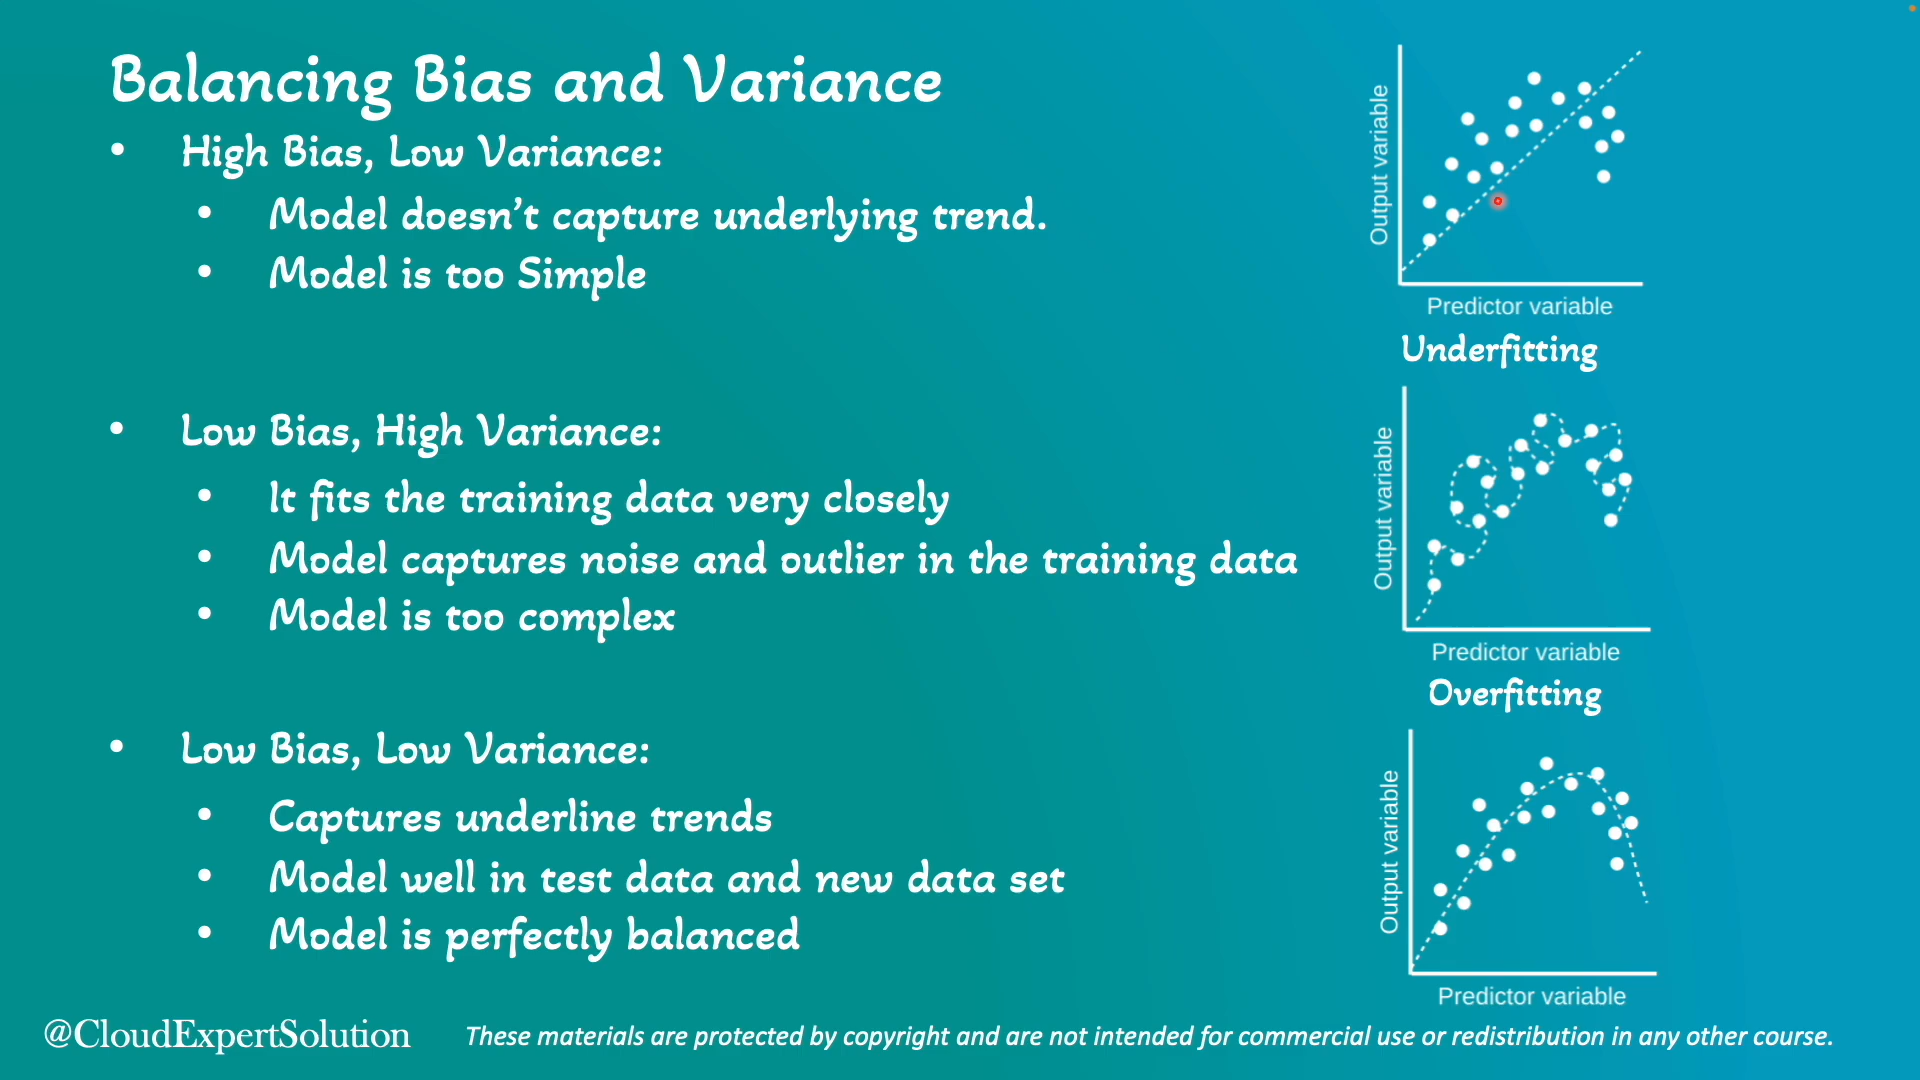 Balancing Bias and Variance
• High Bias, Low Variance:
• Model doesn't capture underlying trend.
• Model is too Simple
• Low Bias, High Variance:
• It fits the training data very closely
• Model captures noise and outlier in the training data
• Model is too complex
• Low Bias, Low Variance:
• Captures underline trends
• Model well in test data and new data set
• Model is perfectly balanced
Output variable
Predictor variable
Underfitting
Output variable
Predictor variable
Overfitting
Output variable
Predictor variable
@CloudExpertSolution
These materials are protected by copyright and are not intended for commercial use or redistribution in any other course.